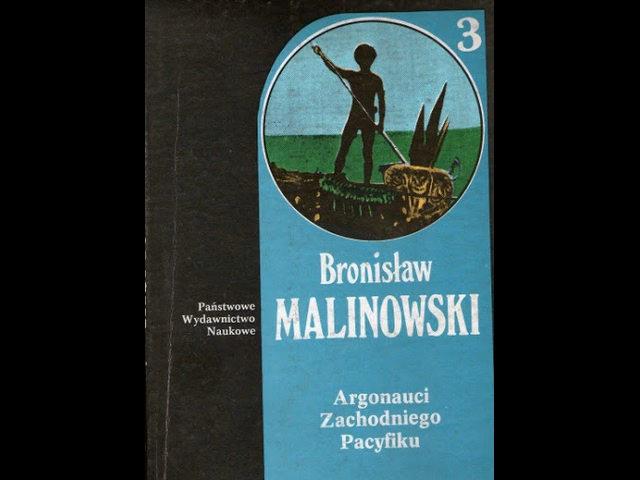 3
Bronisław
MALINOWSKI
Państwowe
Wydawnictwo
Naukowe
Argonauci
Zachodniego
Pacyfiku